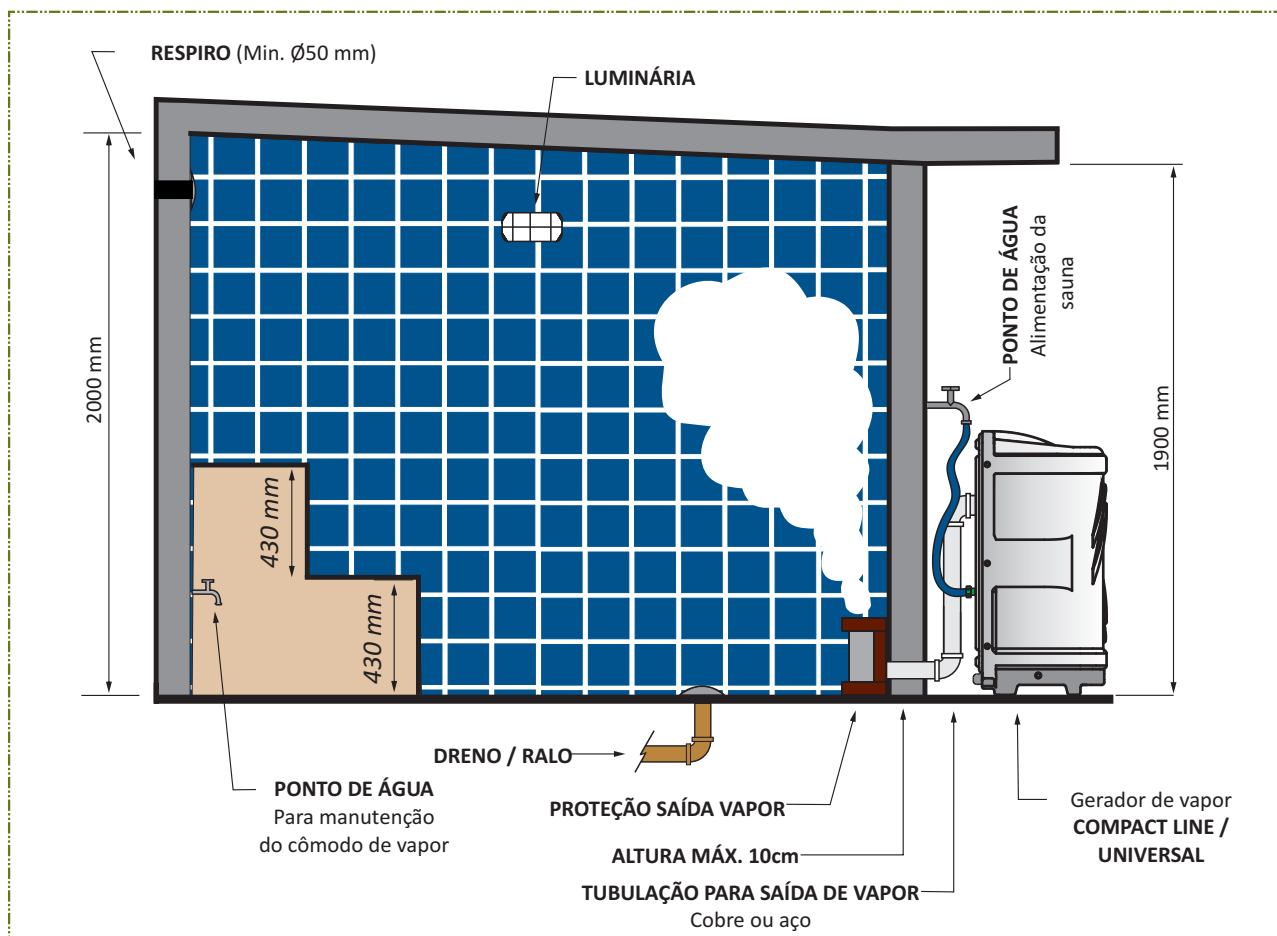 RESPIRO (Min. Ø50 mm)
LUMINÁRIA
2000 mm
PONTO DE ÁGUA
Alimentação da
sauna
1900 mm
430 mm
430 mm
DRENO / RALO
PONTO DE ÁGUA
Para manutenção
do cômodo de vapor
PROTEÇÃO SAÍDA VAPOR
ALTURA MÁX. 10cm
TUBULAÇÃO PARA SAÍDA DE VAPOR
Cobre ou aço
Gerador de vapor
COMPACT LINE /
UNIVERSAL